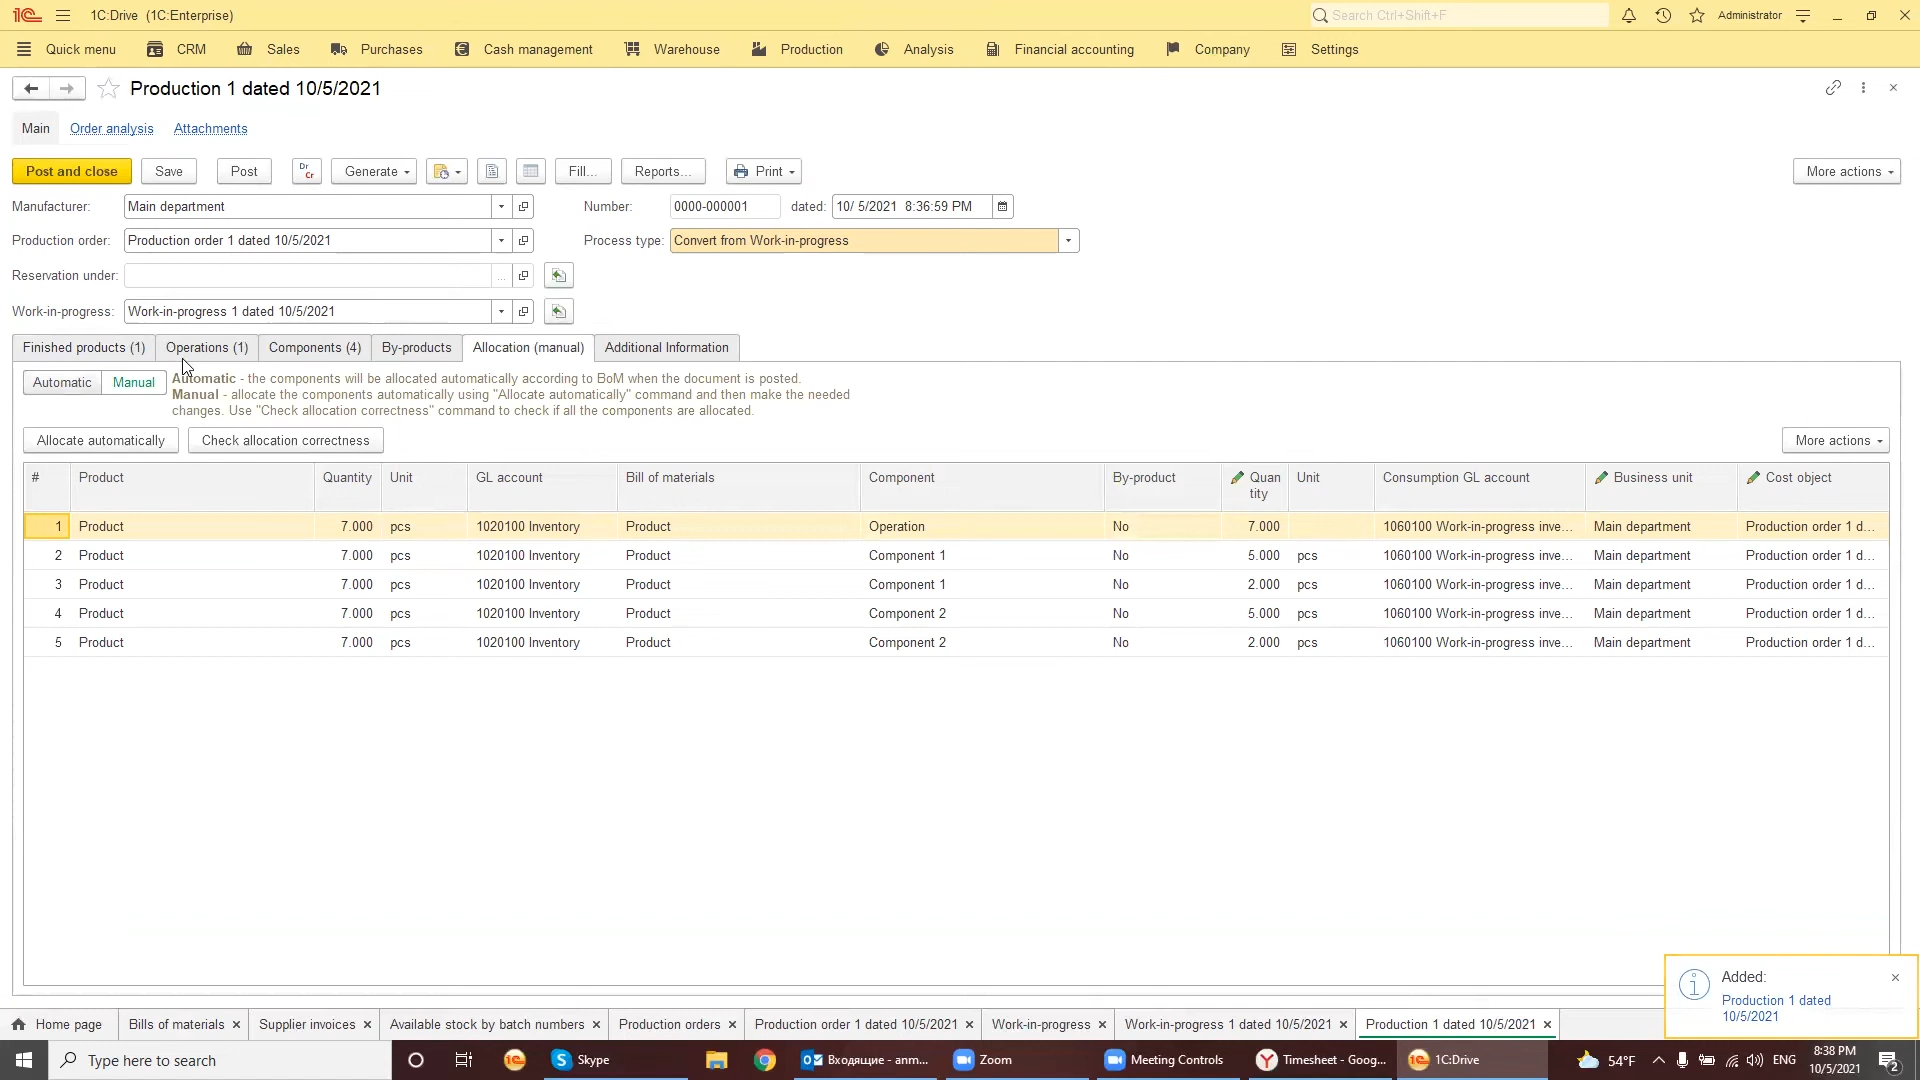 1C:Drive (1C:Enterprise) Search Ctrl+Shift+F Administrator
Quick menu CRM Sales Purchases Cash management Warehouse Production Analysis Financial accounting Company Settings
Production 1 dated 10/5/2021
Main Order analysis Attachments
Post and close Save Post Dr Cr Generate Fill... Reports... Print More actions
Manufacturer: Main department Number: 0000-000001 dated: 10/ 5/2021 8:36:59 PM
Production order: Production order 1 dated 10/5/2021 Process type: Convert from Work-in-progress
Reservation under: ...
Work-in-progress: Work-in-progress 1 dated 10/5/2021
Finished products (1) Operations (1) Components (4) By-products Allocation (manual) Additional Information
Automatic Manual Automatic - the components will be allocated automatically according to BoM when the document is posted.
Manual - allocate the components automatically using "Allocate automatically" command and then make the needed
changes. Use "Check allocation correctness" command to check if all the components are allocated.
Allocate automatically Check allocation correctness More actions
# Product Quantity Unit GL account Bill of materials Component By-product Quan Unit Consumption GL account Business unit Cost object
tity
1 Product 7.000 pcs 1020100 Inventory Product Operation No 7.000 1060100 Work-in-progress inve... Main department Production order 1 d...
2 Product 7.000 pcs 1020100 Inventory Product Component 1 No 5.000 pcs 1060100 Work-in-progress inve... Main department Production order 1 d...
3 Product 7.000 pcs 1020100 Inventory Product Component 1 No 2.000 pcs 1060100 Work-in-progress inve... Main department Production order 1 d...
4 Product 7.000 pcs 1020100 Inventory Product Component 2 No 5.000 pcs 1060100 Work-in-progress inve... Main department Production order 1 d...
5 Product 7.000 pcs 1020100 Inventory Product Component 2 No 2.000 pcs 1060100 Work-in-progress inve... Main department Production order 1 d...
Added:
Production 1 dated
10/5/2021
Home page Bills of materials Supplier invoices Available stock by batch numbers Production orders Production order 1 dated 10/5/2021 Work-in-progress Work-in-progress 1 dated 10/5/2021 Production 1 dated 10/5/2021
Type here to search Skype Входящие - anm... Zoom Meeting Controls Timesheet - Goog... 1C:Drive 54°F ENG 8:38 PM
10/5/2021 2